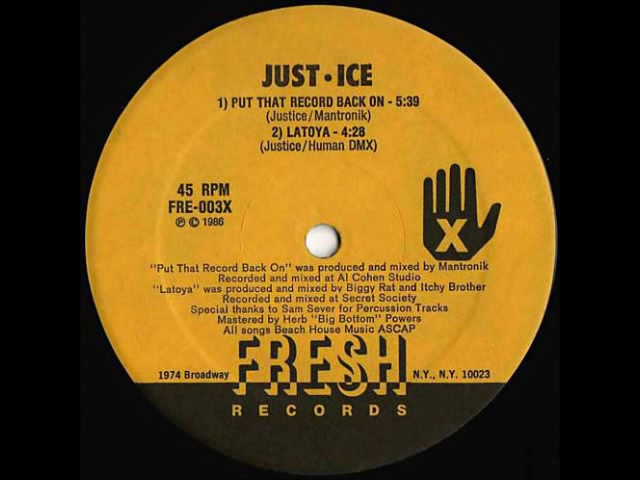 JUST • ICE
1) PUT THAT RECORD BACK ON - 5:39
(Justice/Mantronik)
2) LATOYA - 4:28
(Justice/Human DMX)
45 RPM
FRE-003X
℗ © 1986
X
"Put That Record Back On" was produced and mixed by Mantronik
Recorded and mixed at Al Cohen Studio
"Latoya" was produced and mixed by Biggy Rat and Itchy Brother
Recorded and mixed at Secret Society
Special thanks to Sam Sever for Percussion Tracks
Mastered by Herb "Big Bottom" Powers
All songs Beach House Music ASCAP
1974 Broadway FRESH N.Y., N.Y. 10023
RECORDS